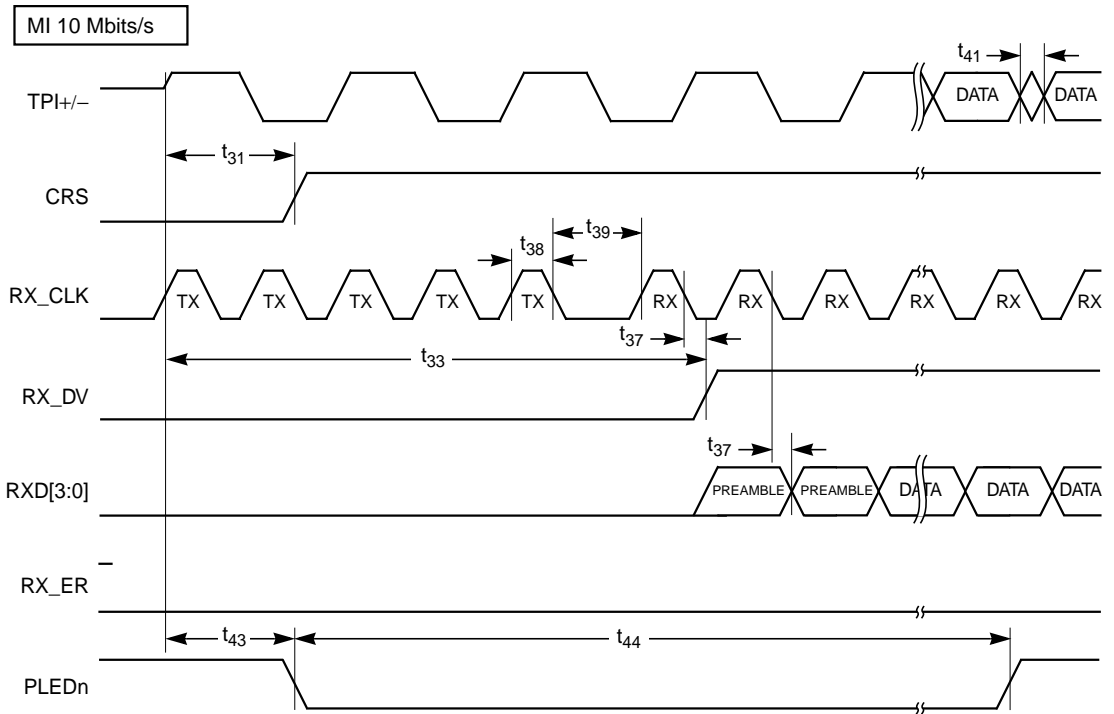 MI 10 Mbits/s
t41
TPI+/−
DATA DATA
t31
CRS
t38 t39
RX_CLK
TX TX TX TX TX RX RX RX RX RX RX
t37
t33
RX_DV
t37
RXD[3:0]
PREAMBLE PREAMBLE DATA DATA DATA
RX_ER
t43 t44
PLEDn